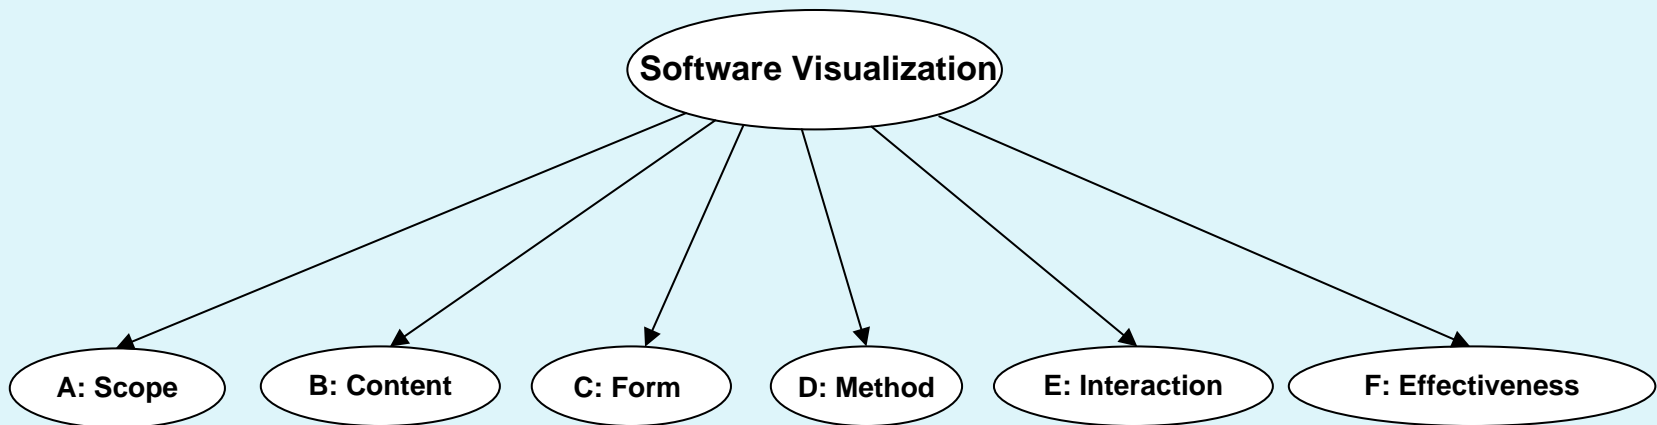 Software Visualization
A: Scope
B: Content
C: Form
D: Method
E: Interaction
F: Effectiveness